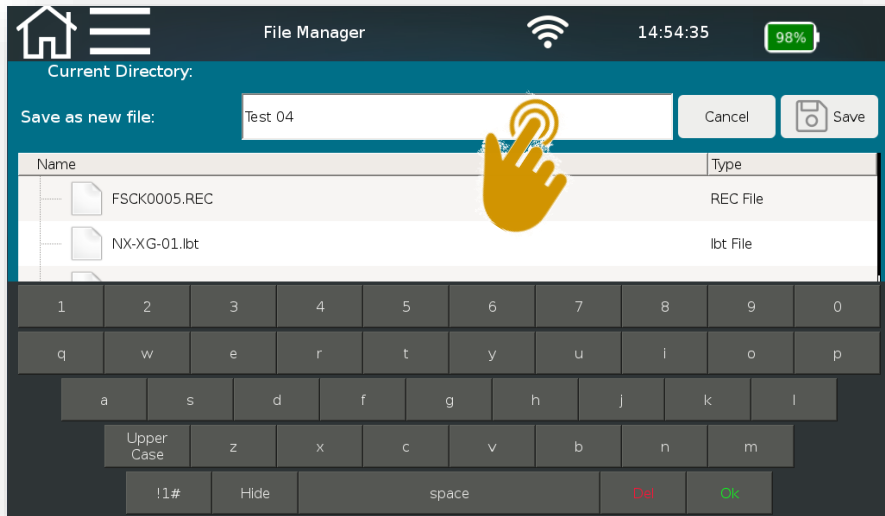 File Manager 14:54:35 98%
Current Directory:
Save as new file: Test 04 Cancel Save
Name Type
FSCK0005.REC REC File
NX-XG-01.lbt lbt File
1 2 3 4 5 6 7 8 9 0
q w e r t y u i o p
a s d f g h j k l
Upper Case z x c v b n m
!1# Hide space Del Ok